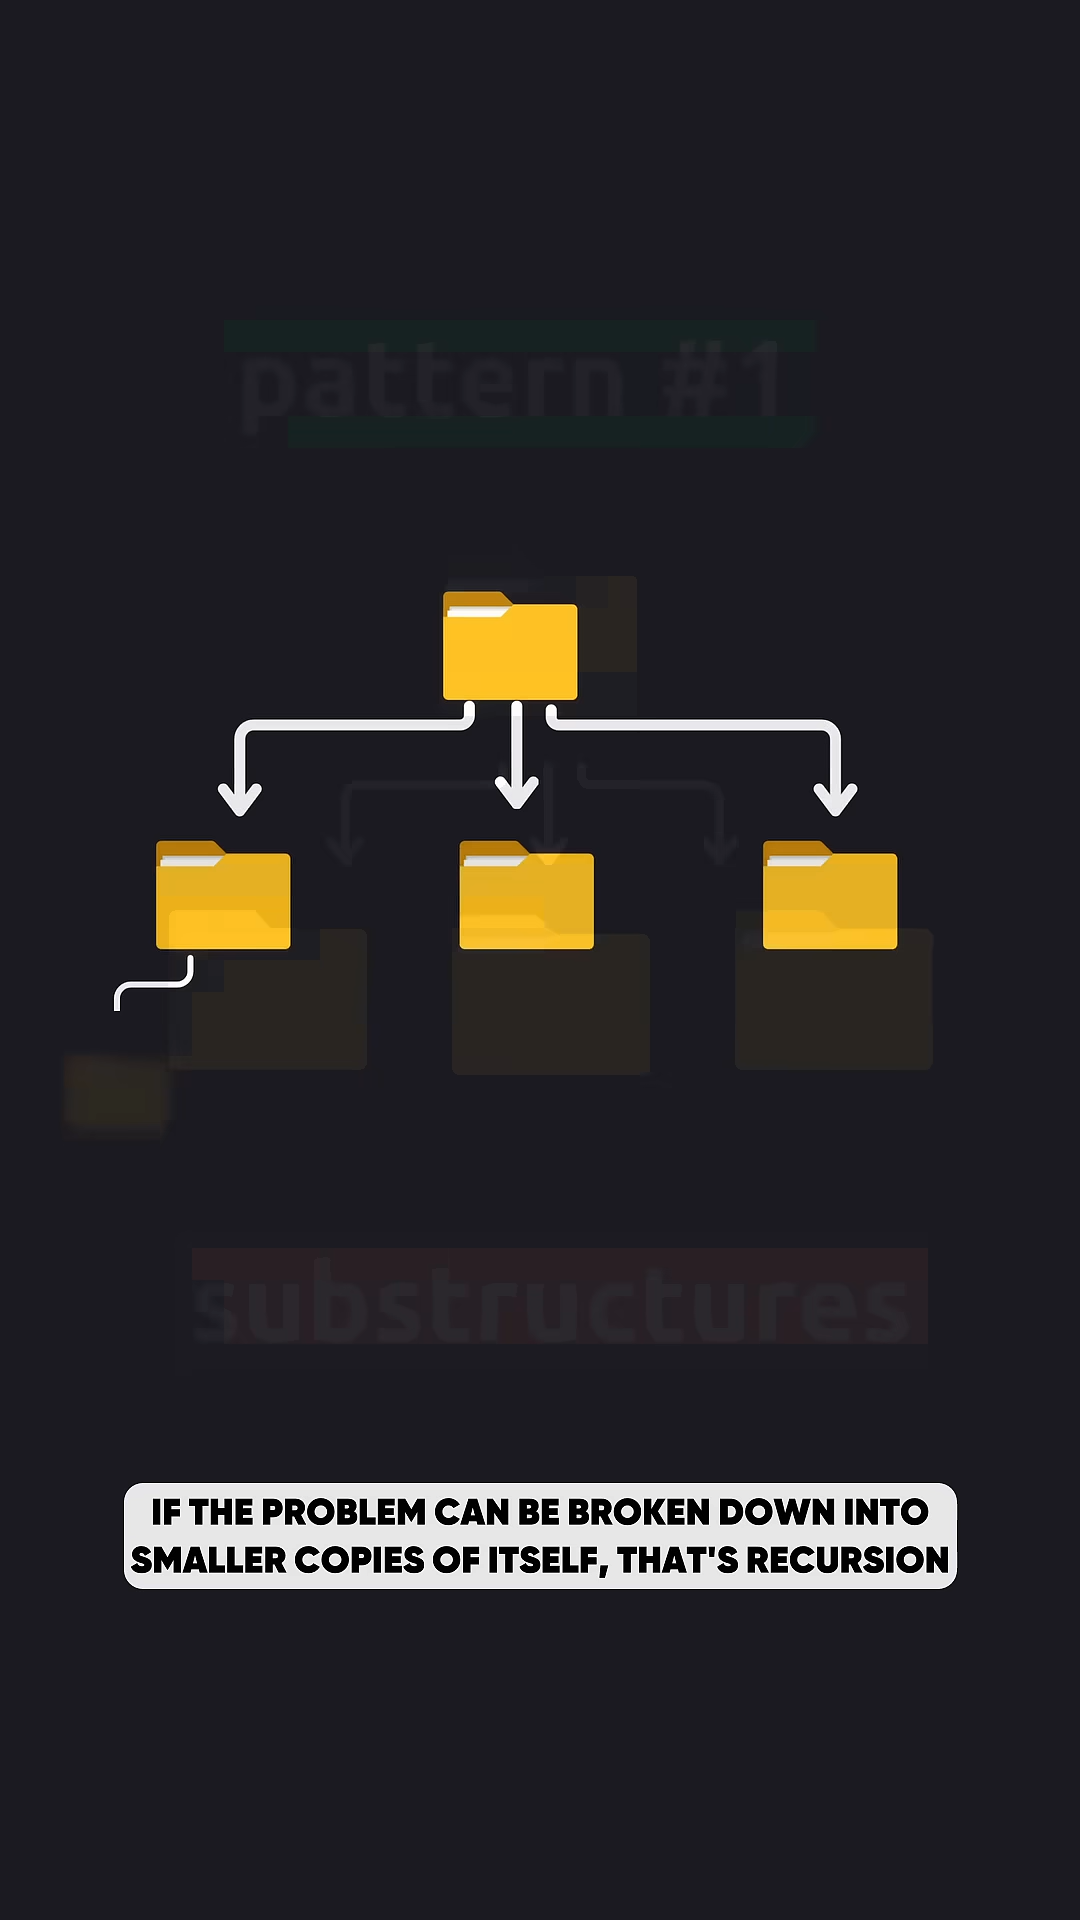 pattern #1
substructures
IF THE PROBLEM CAN BE BROKEN DOWN INTO
SMALLER COPIES OF ITSELF, THAT'S RECURSION